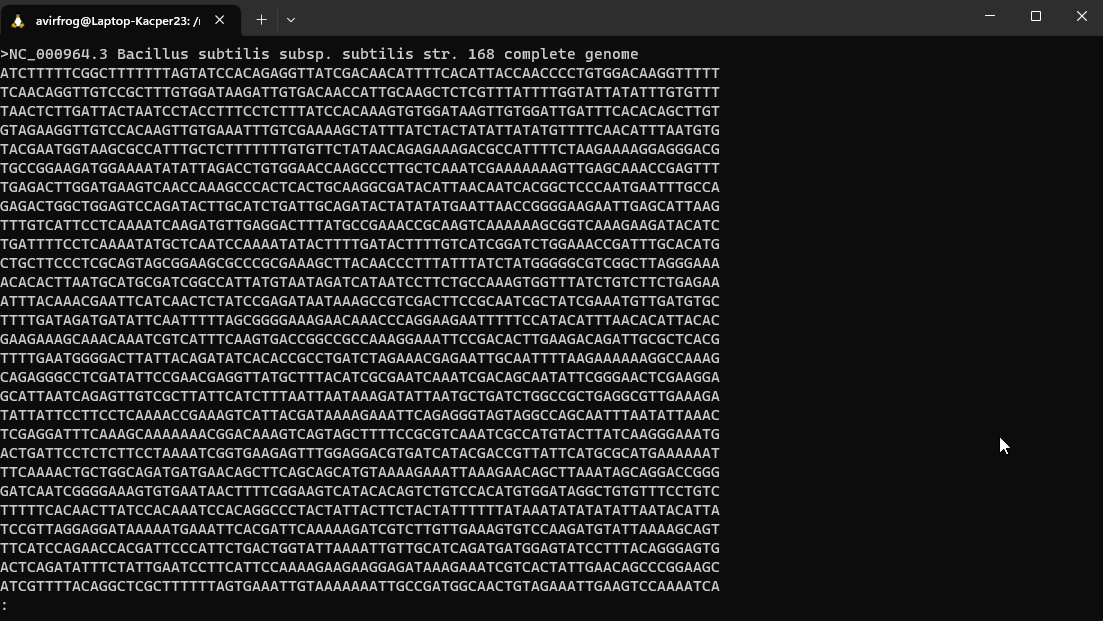 avirfrog@Laptop-Kacper23: /
>NC_000964.3 Bacillus subtilis subsp. subtilis str. 168 complete genome
ATCTTTTTCGGCTTTTTTTAGTATCCACAGAGGTTATCGACAACATTTTCACATTACCAACCCCTGTGGACAAGGTTTTT
TCAACAGGTTGTCCGCTTTGTGGATAAGATTGTGACAACCATTGCAAGCTCTCGTTTATTTTGGTATTATATTTGTGTTT
TAACTCTTGATTACTAATCCTACCTTTCCTCTTTATCCACAAAGTGTGGATAAGTTGTGGATTGATTTCACACAGCTTGT
GTAGAAGGTTGTCCACAAGTTGTGAAATTTGTCGAAAAGCTATTTATCTACTATATTATATGTTTTCAACATTTAATGTG
TACGAATGGTAAGCGCCATTTGCTCTTTTTTTGTGTTCTATAACAGAGAAAGACGCCATTTTCTAAGAAAAGGAGGGACG
TGCCGGAAGATGGAAAATATATTAGACCTGTGGAACCAAGCCCTTGCTCAAATCGAAAAAAAGTTGAGCAAACCGAGTTT
TGAGACTTGGATGAAGTCAACCAAAGCCCACTCACTGCAAGGCGATACATTAACAATCACGGCTCCCAATGAATTTGCCA
GAGACTGGCTGGAGTCCAGATACTTGCATCTGATTGCAGATACTATATATGAATTAACCGGGGAAGAATTGAGCATTAAG
TTTGTCATTCCTCAAAATCAAGATGTTGAGGACTTTATGCCGAAACCGCAAGTCAAAAAAGCGGTCAAAGAAGATACATC
TGATTTTCCTCAAAATATGCTCAATCCAAAATATACTTTTGATACTTTTGTCATCGGATCTGGAAACCGATTTGCACATG
CTGCTTCCCTCGCAGTAGCGGAAGCGCCCGCGAAAGCTTACAACCCTTTATTTATCTATGGGGGCGTCGGCTTAGGGAAA
ACACACTTAATGCATGCGATCGGCCATTATGTAATAGATCATAATCCTTCTGCCAAAGTGGTTTATCTGTCTTCTGAGAA
ATTTACAAACGAATTCATCAACTCTATCCGAGATAATAAAGCCGTCGACTTCCGCAATCGCTATCGAAATGTTGATGTGC
TTTTGATAGATGATATTCAATTTTTAGCGGGGAAAGAACAAACCCAGGAAGAATTTTTCCATACATTTAACACATTACAC
GAAGAAAGCAAACAAATCGTCATTTCAAGTGACCGGCCGCCAAAGGAAATTCCGACACTTGAAGACAGATTGCGCTCACG
TTTTGAATGGGGACTTATTACAGATATCACACCGCCTGATCTAGAAACGAGAATTGCAATTTTAAGAAAAAAGGCCAAAG
CAGAGGGCCTCGATATTCCGAACGAGGTTATGCTTTACATCGCGAATCAAATCGACAGCAATATTCGGGAACTCGAAGGA
GCATTAATCAGAGTTGTCGCTTATTCATCTTTAATTAATAAAGATATTAATGCTGATCTGGCCGCTGAGGCGTTGAAAGA
TATTATTCCTTCCTCAAAACCGAAAGTCATTACGATAAAAGAAATTCAGAGGGTAGTAGGCCAGCAATTTAATATTAAAC
TCGAGGATTTCAAAGCAAAAAAACGGACAAAGTCAGTAGCTTTTCCGCGTCAAATCGCCATGTACTTATCAAGGGAAATG
ACTGATTCCTCTCTTCCTAAAATCGGTGAAGAGTTTGGAGGACGTGATCATACGACCGTTATTCATGCGCATGAAAAAAT
TTCAAAACTGCTGGCAGATGATGAACAGCTTCAGCAGCATGTAAAAGAAATTAAAGAACAGCTTAAATAGCAGGACCGGG
GATCAATCGGGGAAAGTGTGAATAACTTTTCGGAAGTCATACACAGTCTGTCCACATGTGGATAGGCTGTGTTTCCTGTC
TTTTTCACAACTTATCCACAAATCCACAGGCCCTACTATTACTTCTACTATTTTTTATAAATATATATATTAATACATTA
TCCGTTAGGAGGATAAAAATGAAATTCACGATTCAAAAAGATCGTCTTGTTGAAAGTGTCCAAGATGTATTAAAAGCAGT
TTCATCCAGAACCACGATTCCCATTCTGACTGGTATTAAAATTGTTGCATCAGATGATGGAGTATCCTTTACAGGGAGTG
ACTCAGATATTTCTATTGAATCCTTCATTCCAAAAGAAGAAGGAGATAAAGAAATCGTCACTATTGAACAGCCCGGAAGC
ATCGTTTTACAGGCTCGCTTTTTTAGTGAAATTGTAAAAAAATTGCCGATGGCAACTGTAGAAATTGAAGTCCAAAATCA
: